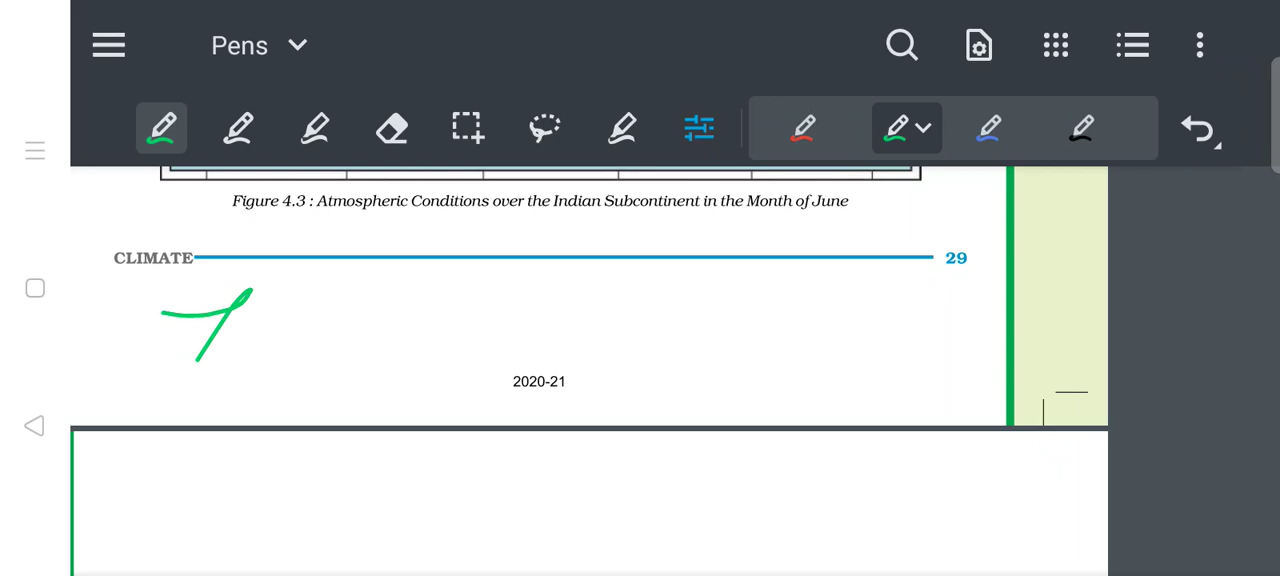 Pens
Figure 4.3 : Atmospheric Conditions over the Indian Subcontinent in the Month of June
CLIMATE 29
2020-21